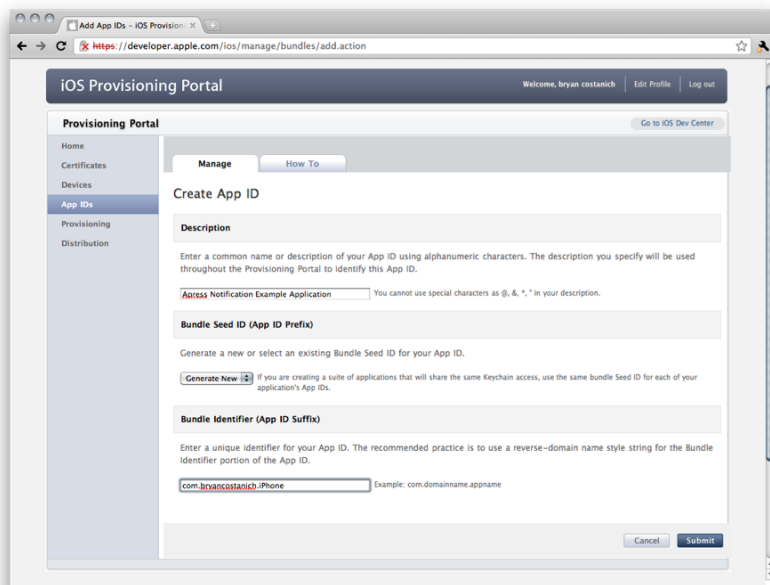 Add App IDs – iOS Provision
https://developer.apple.com/ios/manage/bundles/add.action
iOS Provisioning Portal
Welcome, bryan costanich
Edit Profile
Log out
Provisioning Portal
Go to iOS Dev Center
Home
Certificates
Devices
App IDs
Provisioning
Distribution
Manage
How To
Create App ID
Description
Enter a common name or description of your App ID using alphanumeric characters. The description you specify will be used
throughout the Provisioning Portal to identify this App ID.
Apress Notification Example Application
You cannot use special characters as @, &, *, " in your description.
Bundle Seed ID (App ID Prefix)
Generate a new or select an existing Bundle Seed ID for your App ID.
Generate New
If you are creating a suite of applications that will share the same Keychain access, use the same bundle Seed ID for each of your
application's App IDs.
Bundle Identifier (App ID Suffix)
Enter a unique identifier for your App ID. The recommended practice is to use a reverse-domain name style string for the Bundle
Identifier portion of the App ID.
com.bryancostanich.iPhone
Example: com.domainname.appname
Cancel
Submit